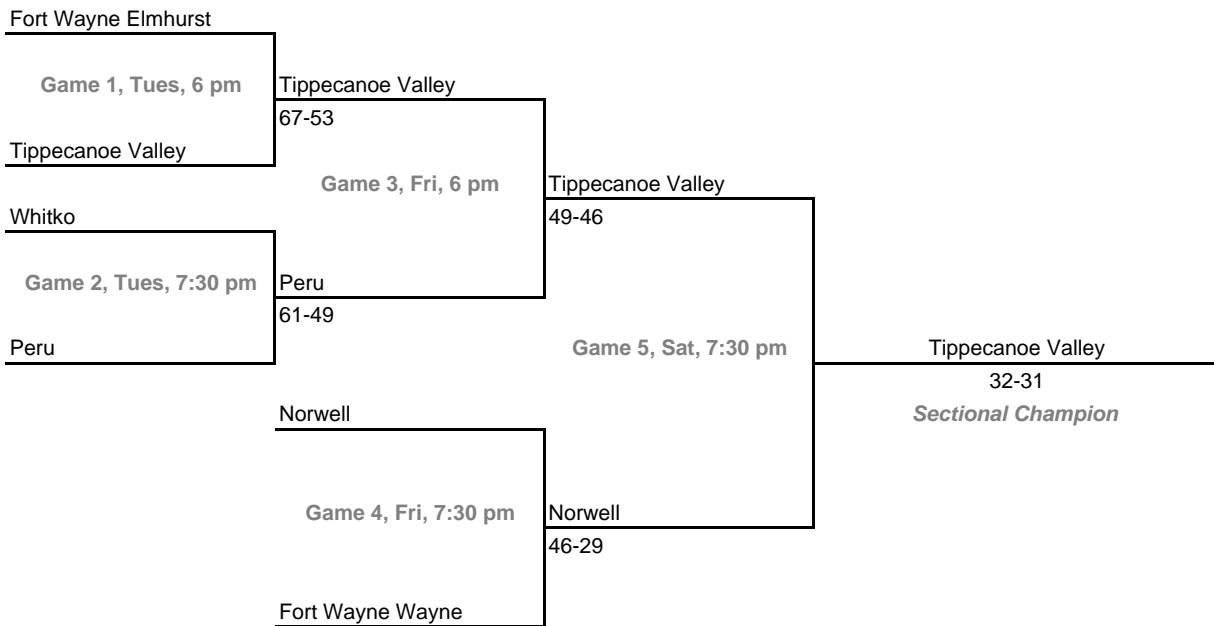 Fort Wayne Elmhurst
Game 1, Tues, 6 pm
Tippecanoe Valley
67-53
Tippecanoe Valley
Game 3, Fri, 6 pm
Tippecanoe Valley
Whitko
49-46
Game 2, Tues, 7:30 pm
Peru
61-49
Peru
Game 5, Sat, 7:30 pm
Tippecanoe Valley
32-31
Norwell
Sectional Champion
Game 4, Fri, 7:30 pm
Norwell
46-29
Fort Wayne Wayne